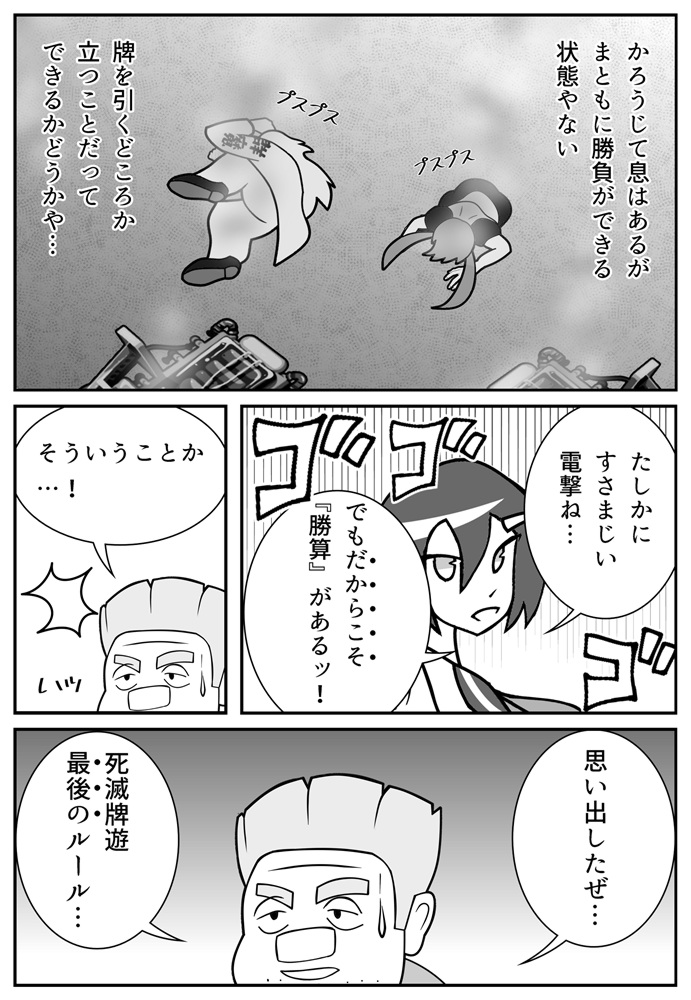 かろうじて息はあるが
まともに勝負ができる
状態やない
プスプス
プスプス
牌を引くどころか
立つことだって
できるかどうかや…
たしかに
すさまじい
電撃ね…
ゴゴゴ
でもだからこそ
『勝算』があるッ！
そういうことか
…！
思い出したぜ…
死滅牌遊
最後のルール…